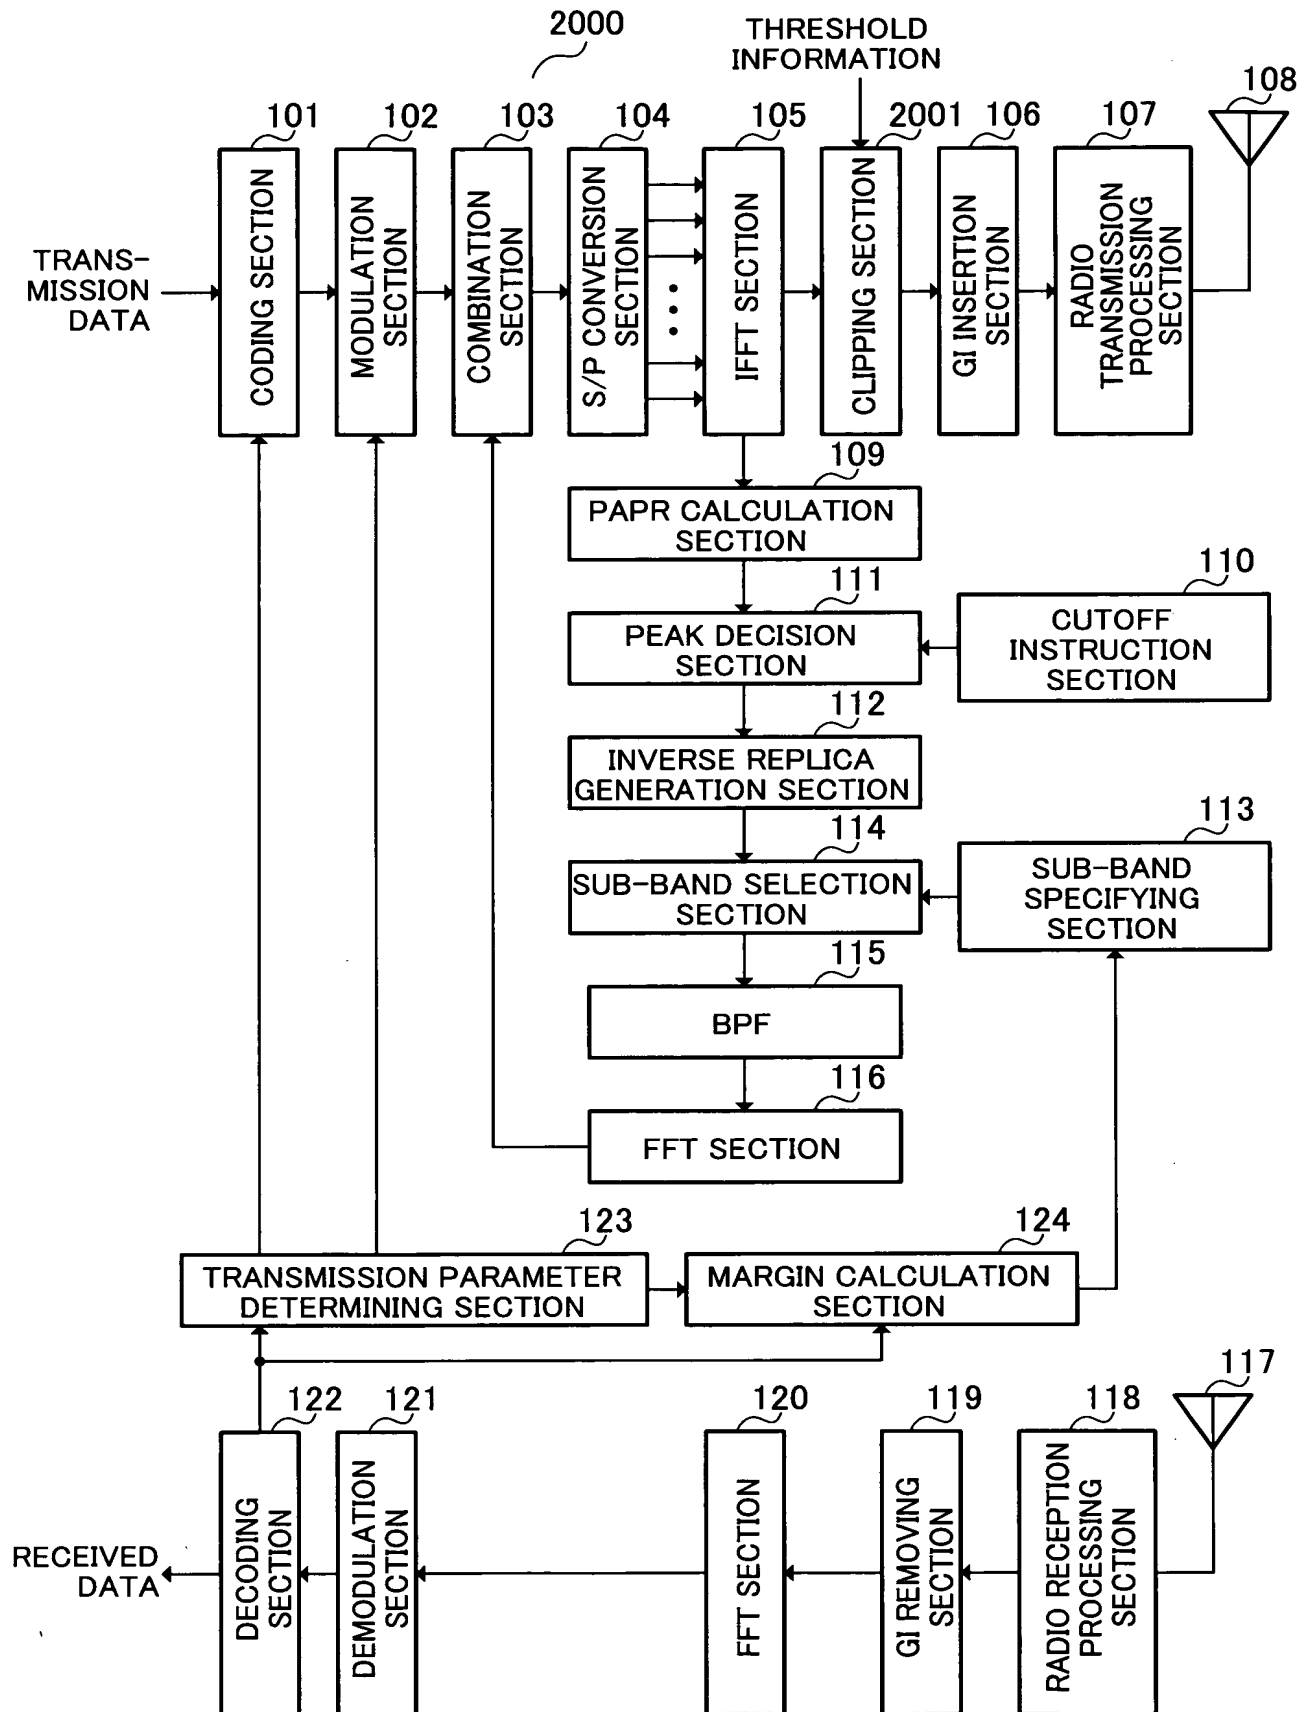 2000
THRESHOLD
INFORMATION
101
102
103
104
105
2001
106
107
108
TRANS-
MISSION
DATA
CODING SECTION
MODULATION
SECTION
COMBINATION
SECTION
S/P CONVERSION
SECTION
IFFT SECTION
CLIPPING SECTION
GI INSERTION
SECTION
RADIO
TRANSMISSION
PROCESSING
SECTION
109
PAPR CALCULATION
SECTION
111
PEAK DECISION
SECTION
110
CUTOFF
INSTRUCTION
SECTION
112
INVERSE REPLICA
GENERATION SECTION
114
SUB-BAND SELECTION
SECTION
113
SUB-BAND
SPECIFYING
SECTION
115
BPF
116
FFT SECTION
123
TRANSMISSION PARAMETER
DETERMINING SECTION
124
MARGIN CALCULATION
SECTION
122
121
120
119
118
117
RECEIVED
DATA
DECODING
SECTION
DEMODULATION
SECTION
FFT SECTION
GI REMOVING
SECTION
RADIO RECEPTION
PROCESSING
SECTION